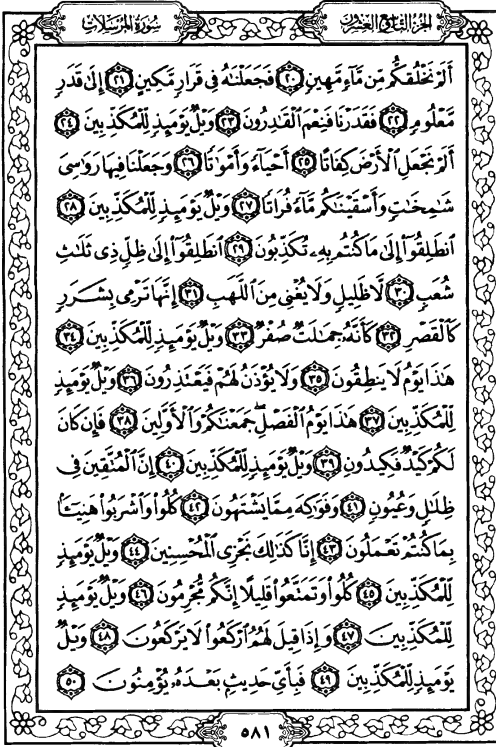 الجزء التاسع والعشرون
سورة المرسلات
أَلَمْ نَخْلُقكُّم مِّن مَّآءٍ مَّهِينٍ ٢٠ فَجَعَلْنَٰهُ فِى قَرَارٍ مَّكِينٍ ٢١ إِلَىٰ قَدَرٍ
مَّعْلُومٍ ٢٢ فَقَدَرْنَا فَنِعْمَ ٱلْقَٰدِرُونَ ٢٣ وَيْلٌ يَوْمَئِذٍ لِّلْمُكَذِّبِينَ ٢٤
أَلَمْ نَجْعَلِ ٱلْأَرْضَ كِفَاتًا ٢٥ أَحْيَآءً وَأَمْوَٰتًا ٢٦ وَجَعَلْنَا فِيهَا رَوَٰسِىَ
شَٰمِخَٰتٍ وَأَسْقَيْنَٰكُم مَّآءً فُرَاتًا ٢٧ وَيْلٌ يَوْمَئِذٍ لِّلْمُكَذِّبِينَ ٢٨
ٱنطَلِقُوٓا۟ إِلَىٰ مَا كُنتُم بِهِۦ تُكَذِّبُونَ ٢٩ ٱنطَلِقُوٓا۟ إِلَىٰ ظِلٍّ ذِى ثَلَٰثِ
شُعَبٍ ٣٠ لَّا ظَلِيلٍ وَلَا يُغْنِى مِنَ ٱللَّهَبِ ٣١ إِنَّهَا تَرْمِى بِشَرَرٍ
كَٱلْقَصْرِ ٣٢ كَأَنَّهُۥ جِمَٰلَتٌ صُفْرٌ ٣٣ وَيْلٌ يَوْمَئِذٍ لِّلْمُكَذِّبِينَ ٣٤
هَٰذَا يَوْمُ لَا يَنطِقُونَ ٣٥ وَلَا يُؤْذَنُ لَهُمْ فَيَعْتَذِرُونَ ٣٦ وَيْلٌ يَوْمَئِذٍ
لِّلْمُكَذِّبِينَ ٣٧ هَٰذَا يَوْمُ ٱلْفَصْلِ ۖ جَمَعْنَٰكُمْ وَٱلْأَوَّلِينَ ٣٨ فَإِن كَانَ
لَكُمْ كَيْدٌ فَكِيدُونِ ٣٩ وَيْلٌ يَوْمَئِذٍ لِّلْمُكَذِّبِينَ ٤٠ إِنَّ ٱلْمُتَّقِينَ فِى
ظِلَٰلٍ وَعُيُونٍ ٤١ وَفَوَٰكِهَ مِمَّا يَشْتَهُونَ ٤٢ كُلُوا۟ وَٱشْرَبُوا۟ هَنِيٓـًٔۢا
بِمَا كُنتُمْ تَعْمَلُونَ ٤٣ إِنَّا كَذَٰلِكَ نَجْزِى ٱلْمُحْسِنِينَ ٤٤ وَيْلٌ يَوْمَئِذٍ
لِّلْمُكَذِّبِينَ ٤٥ كُلُوا۟ وَتَمَتَّعُوا۟ قَلِيلًا إِنَّكُم مُّجْرِمُونَ ٤٦ وَيْلٌ يَوْمَئِذٍ
لِّلْمُكَذِّبِينَ ٤٧ وَإِذَا قِيلَ لَهُمُ ٱرْكَعُوا۟ لَا يَرْكَعُونَ ٤٨ وَيْلٌ
يَوْمَئِذٍ لِّلْمُكَذِّبِينَ ٤٩ فَبِأَىِّ حَدِيثٍۭ بَعْدَهُۥ يُؤْمِنُونَ ٥٠
٥٨١